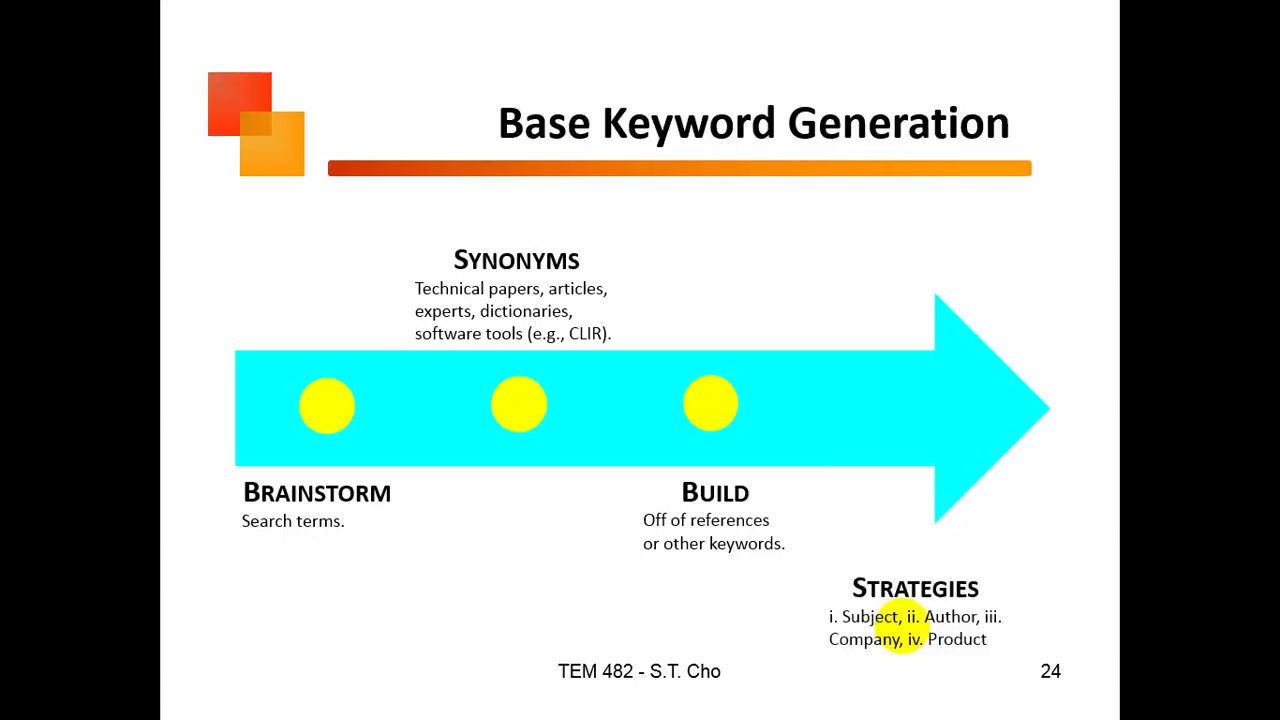 Base Keyword Generation
SYNONYMS
Technical papers, articles,
experts, dictionaries,
software tools (e.g., CLIR).
BRAINSTORM
Search terms.
BUILD
Off of references
or other keywords.
STRATEGIES
i. Subject, ii. Author, iii.
Company, iv. Product
TEM 482 - S.T. Cho
24